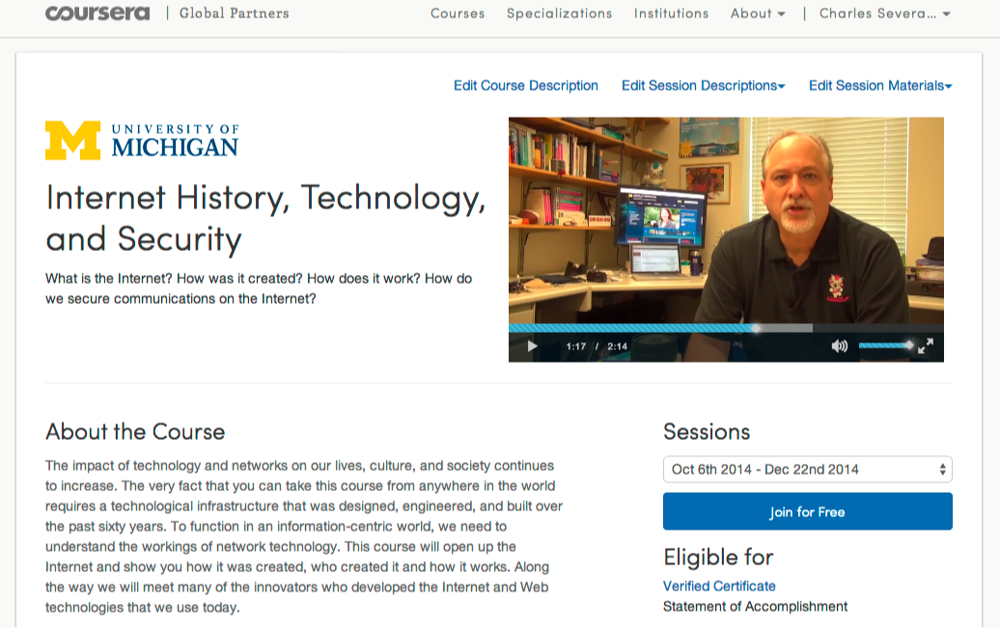 coursera | Global Partners
Courses Specializations Institutions About | Charles Severa...
Edit Course Description Edit Session Descriptions Edit Session Materials
M UNIVERSITY OF
MICHIGAN
Internet History, Technology,
and Security
What is the Internet? How was it created? How does it work? How do
we secure communications on the Internet?
1:17 / 2:14
About the Course
The impact of technology and networks on our lives, culture, and society continues
to increase. The very fact that you can take this course from anywhere in the world
requires a technological infrastructure that was designed, engineered, and built over
the past sixty years. To function in an information-centric world, we need to
understand the workings of network technology. This course will open up the
Internet and show you how it was created, who created it and how it works. Along
the way we will meet many of the innovators who developed the Internet and Web
technologies that we use today.
Sessions
Oct 6th 2014 - Dec 22nd 2014
Join for Free
Eligible for
Verified Certificate
Statement of Accomplishment